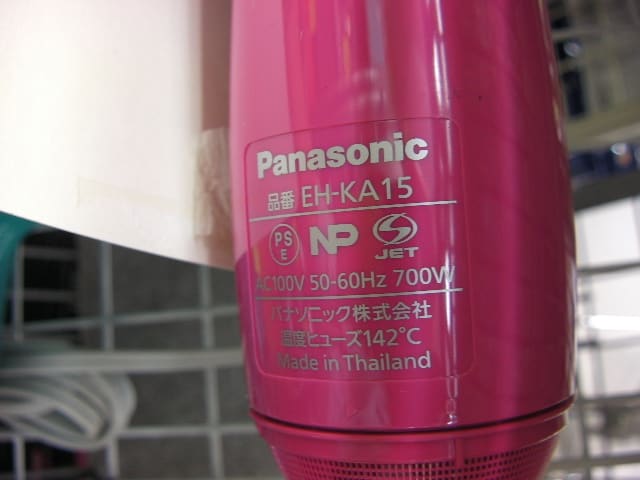 Panasonic
品番 EH-KA15
PS E NP S JET
AC100V 50-60Hz 700W
パナソニック株式会社
温度ヒューズ142℃
Made in Thailand